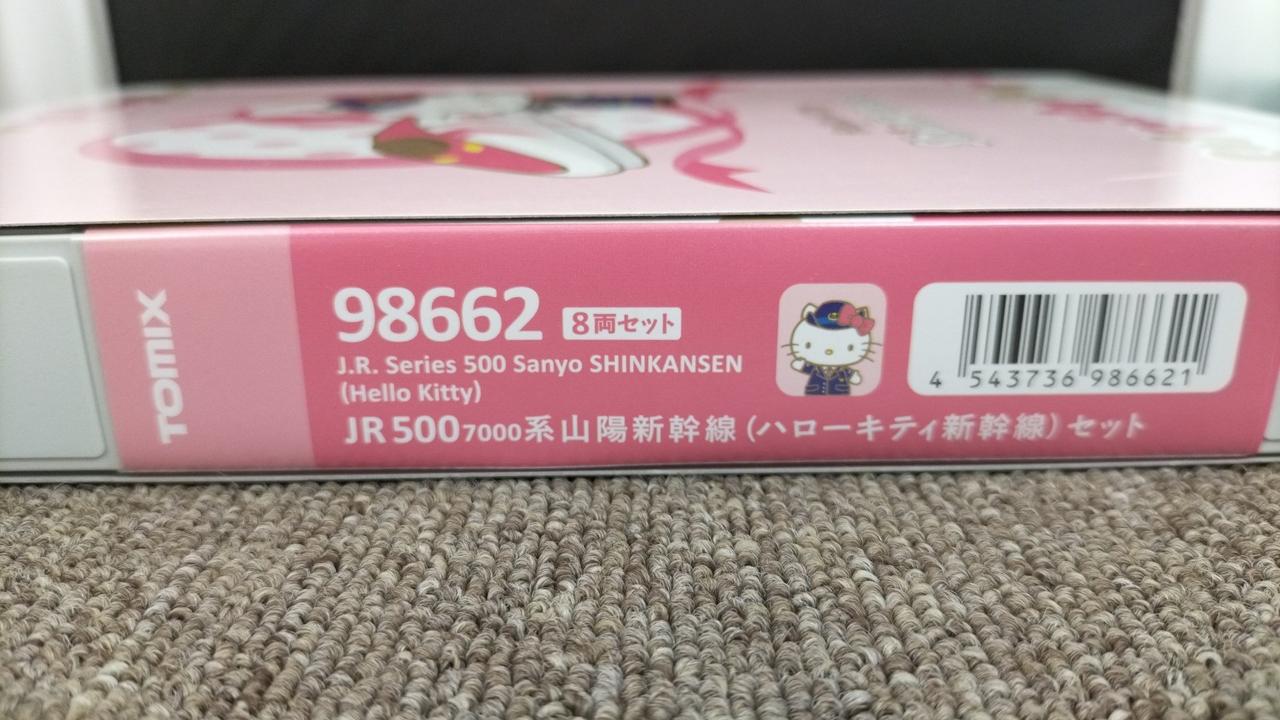 TOMIX
98662 8両セット
J.R. Series 500 Sanyo SHINKANSEN
(Hello Kitty)
JR 500 7000系山陽新幹線(ハローキティ新幹線)セット
4 543736 986621